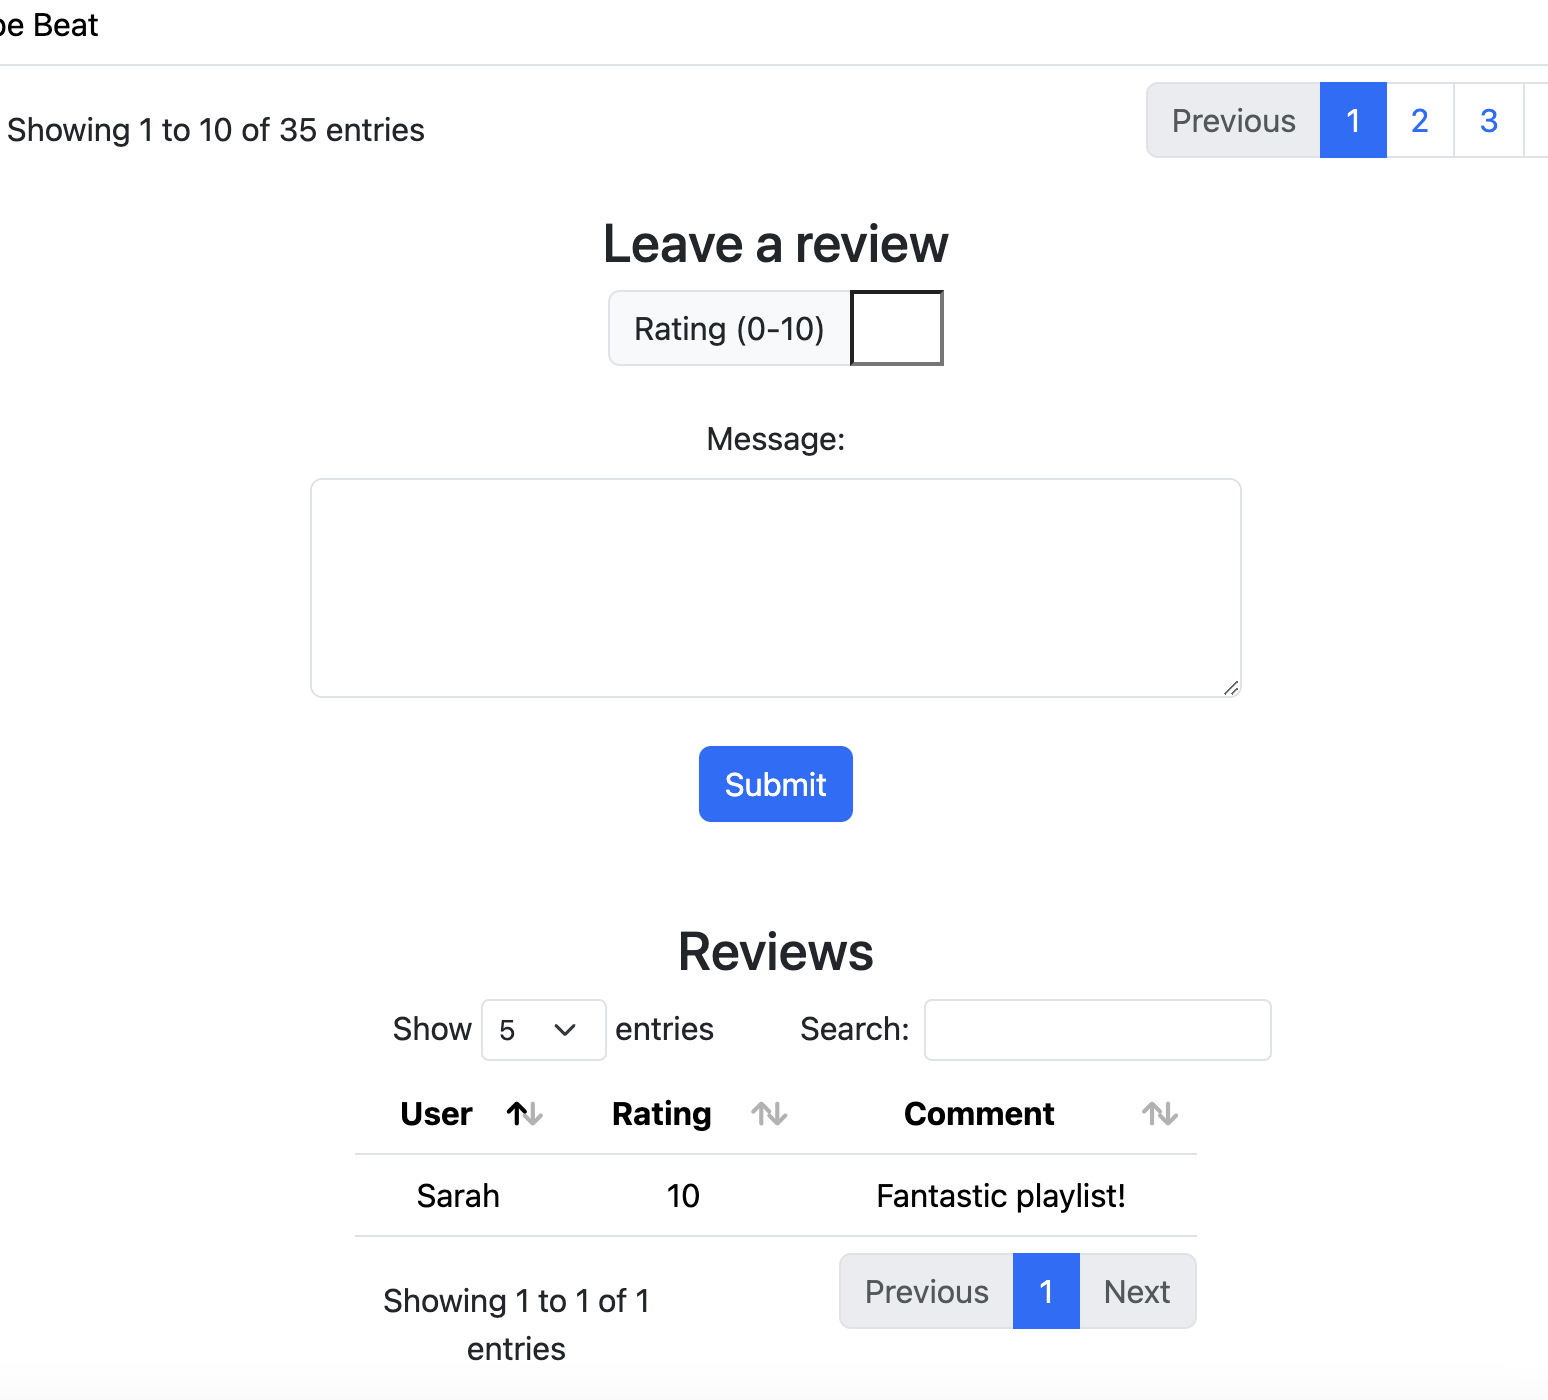 Beat
Showing 1 to 10 of 35 entries
Previous 1 2 3
Leave a review
Rating (0-10)
Message:
Submit
Reviews
Show 5 entries Search:
User Rating Comment
Sarah 10 Fantastic playlist!
Showing 1 to 1 of 1
entries
Previous 1 Next